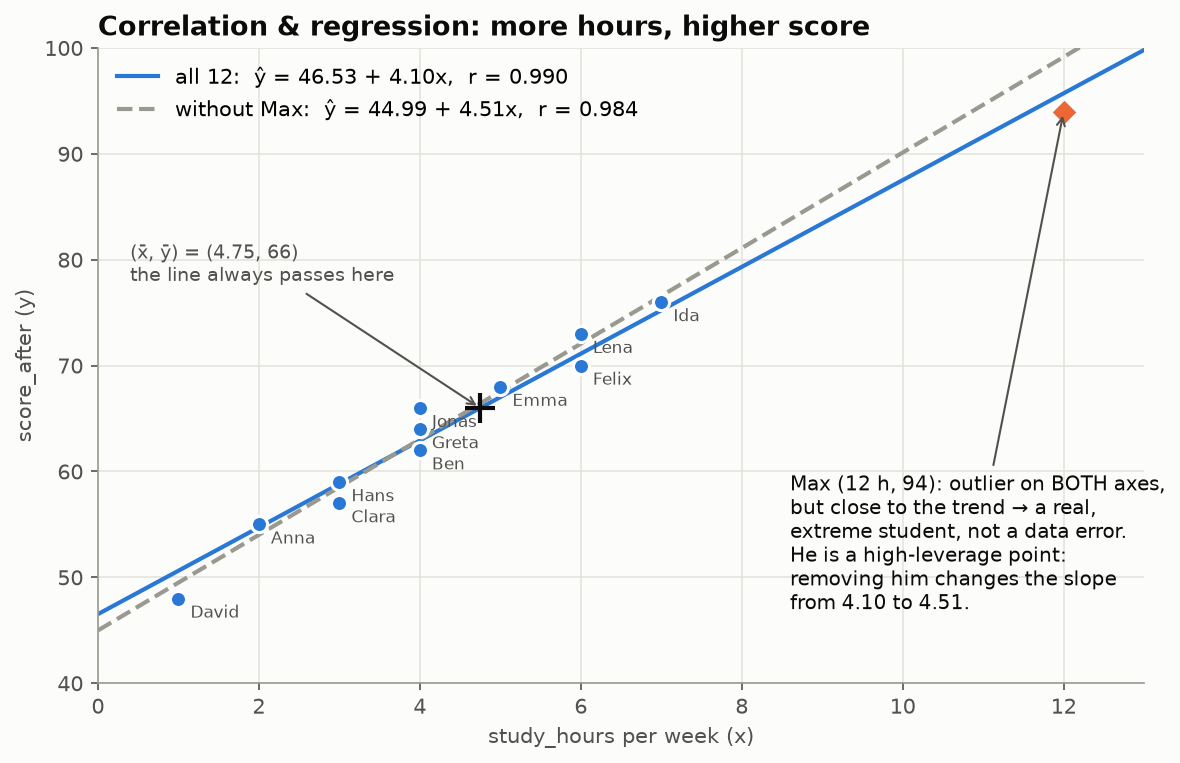 Correlation & regression: more hours, higher score
all 12:  ŷ = 46.53 + 4.10x,  r = 0.990
without Max:  ŷ = 44.99 + 4.51x,  r = 0.984
(x̄, ȳ) = (4.75, 66)
the line always passes here
Ida
Lena
Felix
Emma
Jonas
Greta
Ben
Hans
Clara
Anna
David
Max (12 h, 94): outlier on BOTH axes,
but close to the trend → a real,
extreme student, not a data error.
He is a high-leverage point:
removing him changes the slope
from 4.10 to 4.51.
100
90
80
70
60
50
40
0 2 4 6 8 10 12
score_after (y)
study_hours per week (x)